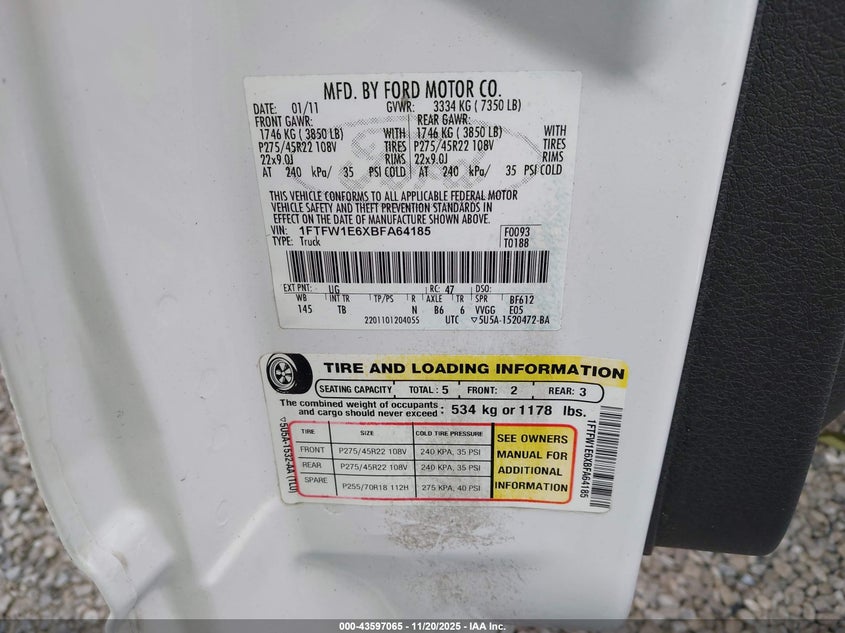 MFD. BY FORD MOTOR CO.
DATE: 01/11 GVWR: 3334 KG ( 7350 LB)
FRONT GAWR: REAR GAWR:
1746 KG ( 3850 LB) WITH 1746 KG ( 3850 LB) WITH
P275/45R22 108V TIRES P275/45R22 108V TIRES
22x9.0J RIMS 22x9.0J RIMS
AT 240 kPa/ 35 PSI COLD AT 240 kPa/ 35 PSI COLD
THIS VEHICLE CONFORMS TO ALL APPLICABLE FEDERAL MOTOR
VEHICLE SAFETY AND THEFT PREVENTION STANDARDS IN
EFFECT ON THE DATE OF MANUFACTURE SHOWN ABOVE.
VIN: 1FTFW1E6XBFA64185 F0093
TYPE: Truck T0188
EXT PNT: UG RC: 47 DSO:
WB INT TR TP/PS R AXLE TR SPR BF612
145 TB N B6 6 VVGG E05
2201101204055 UTC ▽5U5A-1520472-BA
TIRE AND LOADING INFORMATION
SEATING CAPACITY TOTAL: 5 FRONT: 2 REAR: 3
The combined weight of occupants and cargo should never exceed: 534 kg or 1178 lbs.
TIRE SIZE COLD TIRE PRESSURE
FRONT P275/45R22 108V 240 KPA, 35 PSI
REAR P275/45R22 108V 240 KPA, 35 PSI
SPARE P255/70R18 112H 275 KPA, 40 PSI
SEE OWNERS
MANUAL FOR
ADDITIONAL
INFORMATION
1FTFW1E6XBFA64185
000-43597065 - 11/20/2025 - IAA Inc.